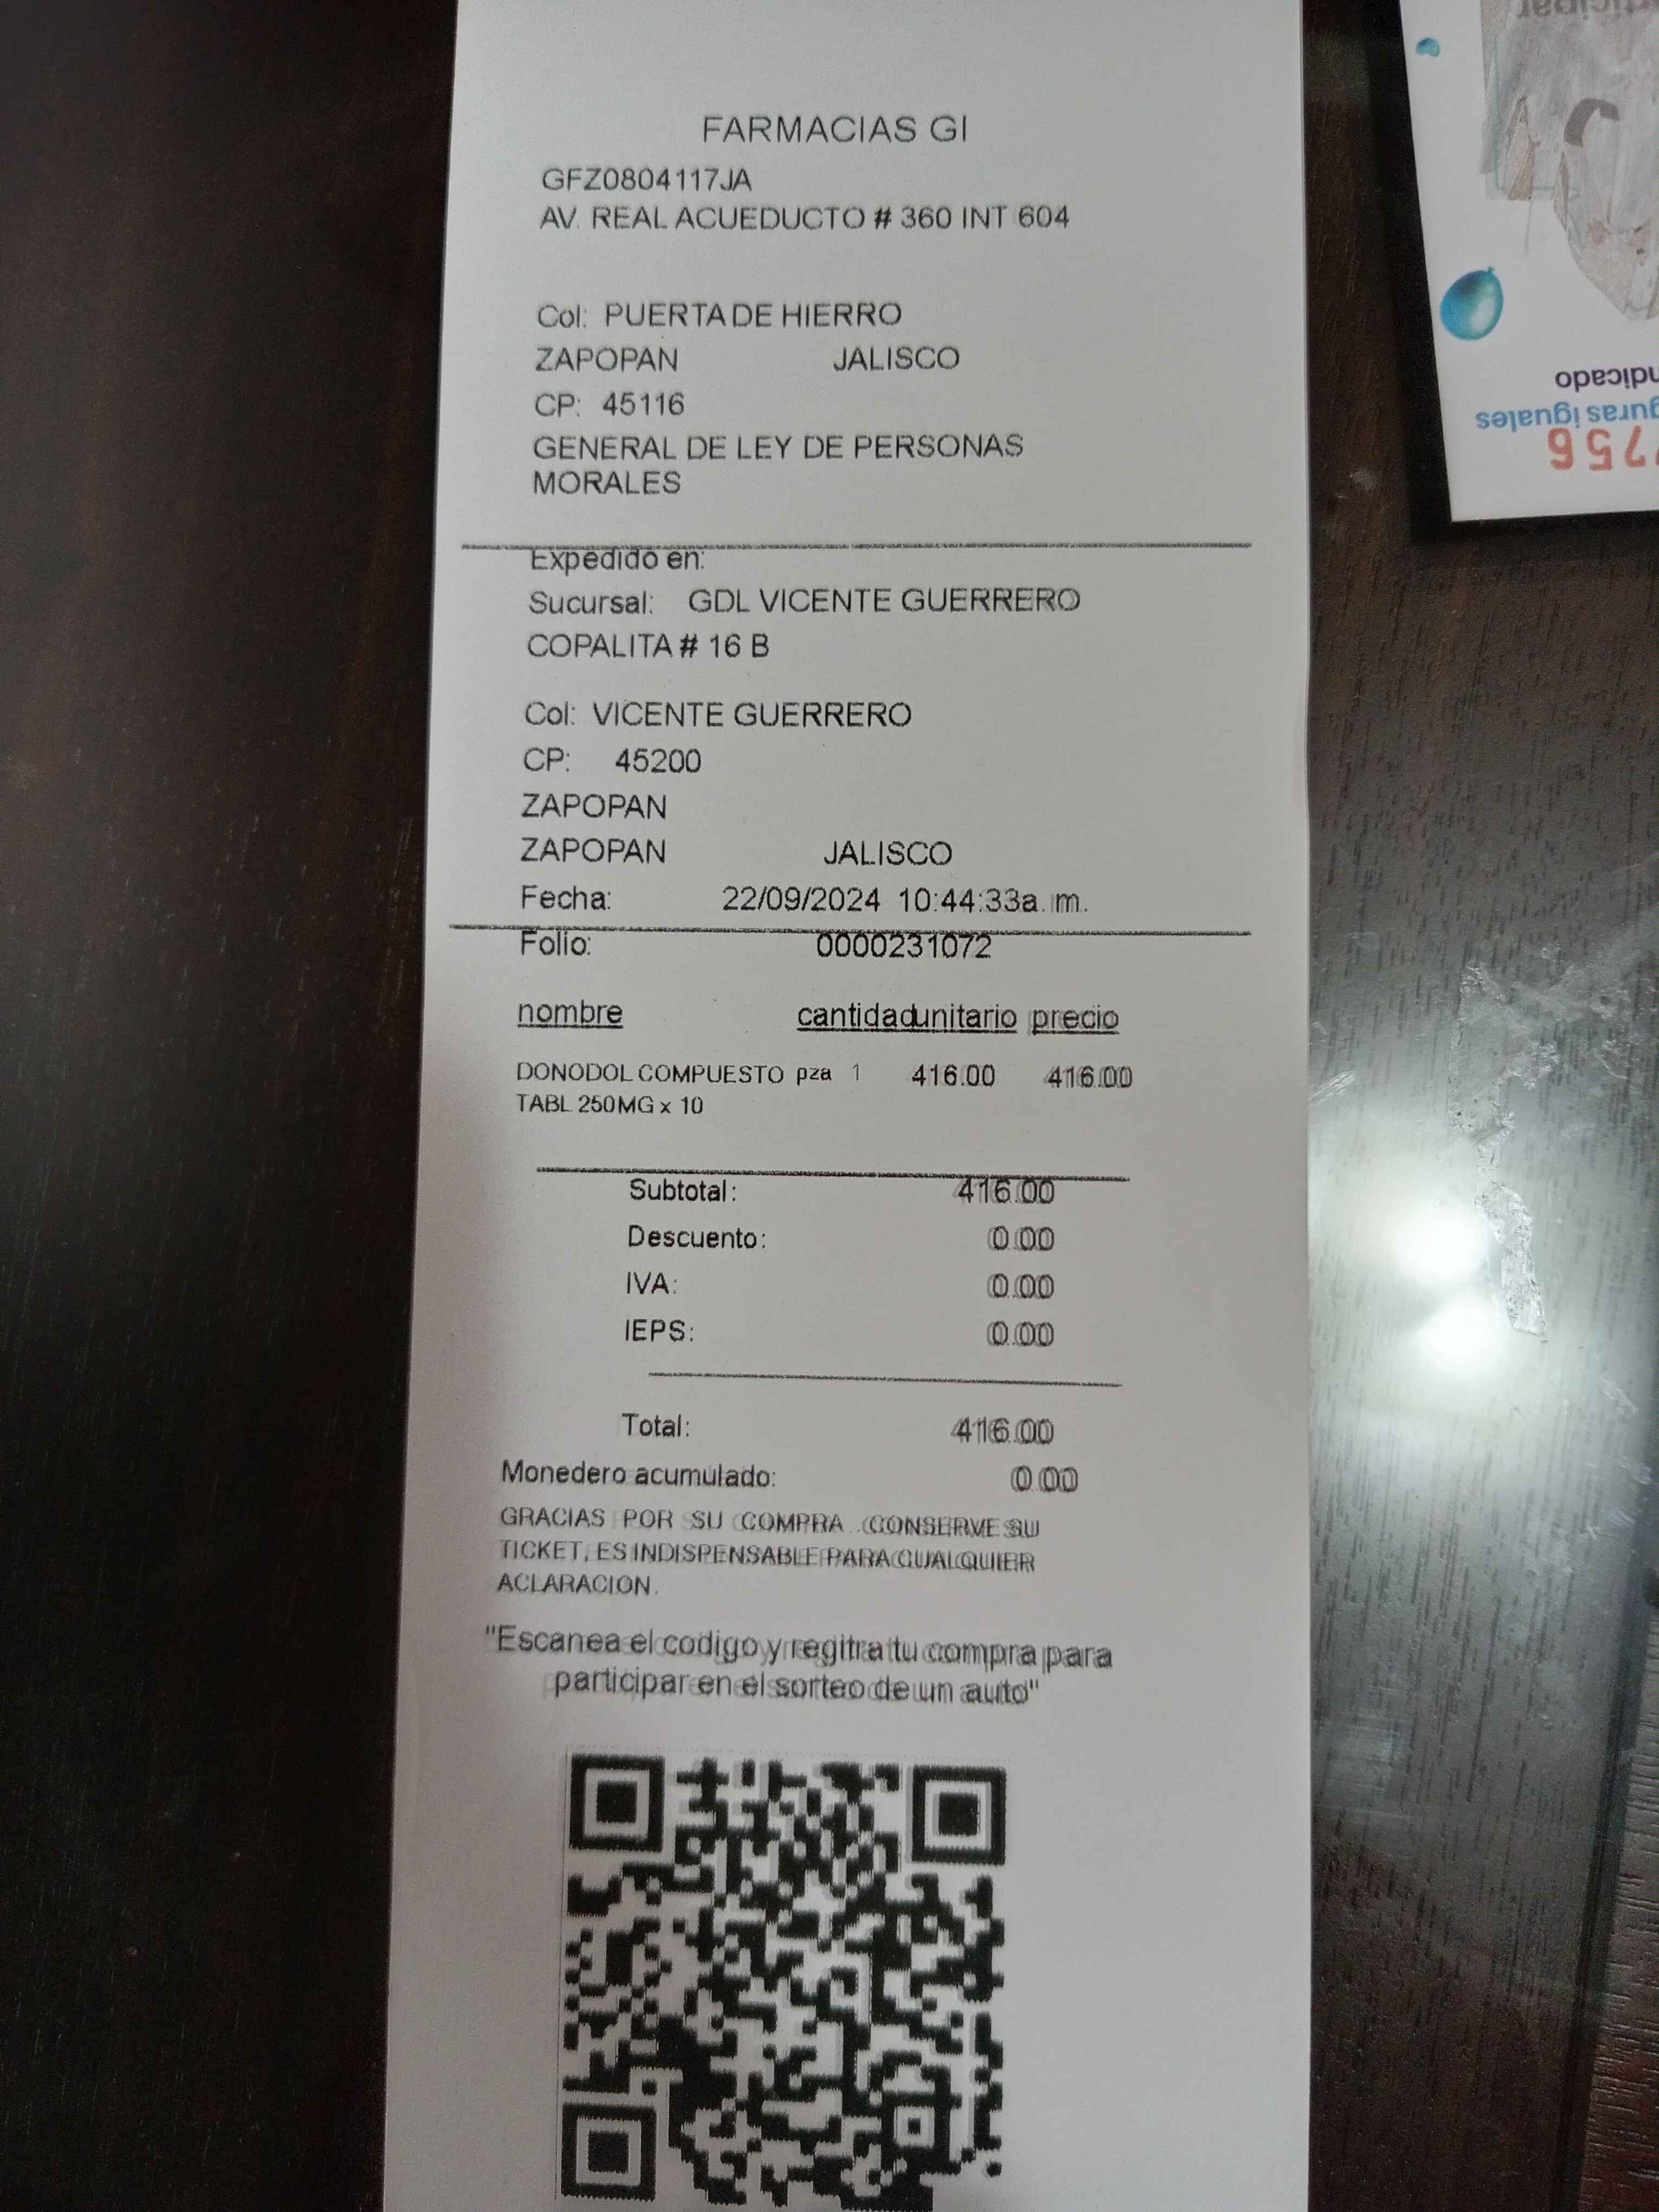 FARMACIAS GI
GFZ0804117JA
AV. REAL ACUEDUCTO # 360 INT 604
Col: PUERTA DE HIERRO
ZAPOPAN JALISCO
CP: 45116
GENERAL DE LEY DE PERSONAS
MORALES
Expedido en:
Sucursal: GDL VICENTE GUERRERO
COPALITA # 16 B
Col: VICENTE GUERRERO
CP: 45200
ZAPOPAN
ZAPOPAN JALISCO
Fecha: 22/09/2024 10:44:33a. m.
Folio: 0000231072
nombre cantidad unitario precio
DONODOL COMPUESTO pza 1 416.00 416.00
TABL 250MG x 10
Subtotal: 416.00
Descuento: 0.00
IVA: 0.00
IEPS: 0.00
Total: 416.00
Monedero acumulado: 0.00
GRACIAS POR SU COMPRA . CONSERVE SU
TICKET, ES INDISPENSABLE PARA CUALQUIER
ACLARACION.
"Escanea el codigo y regitra tu compra para
participar en el sorteo de un auto"
guras iguales